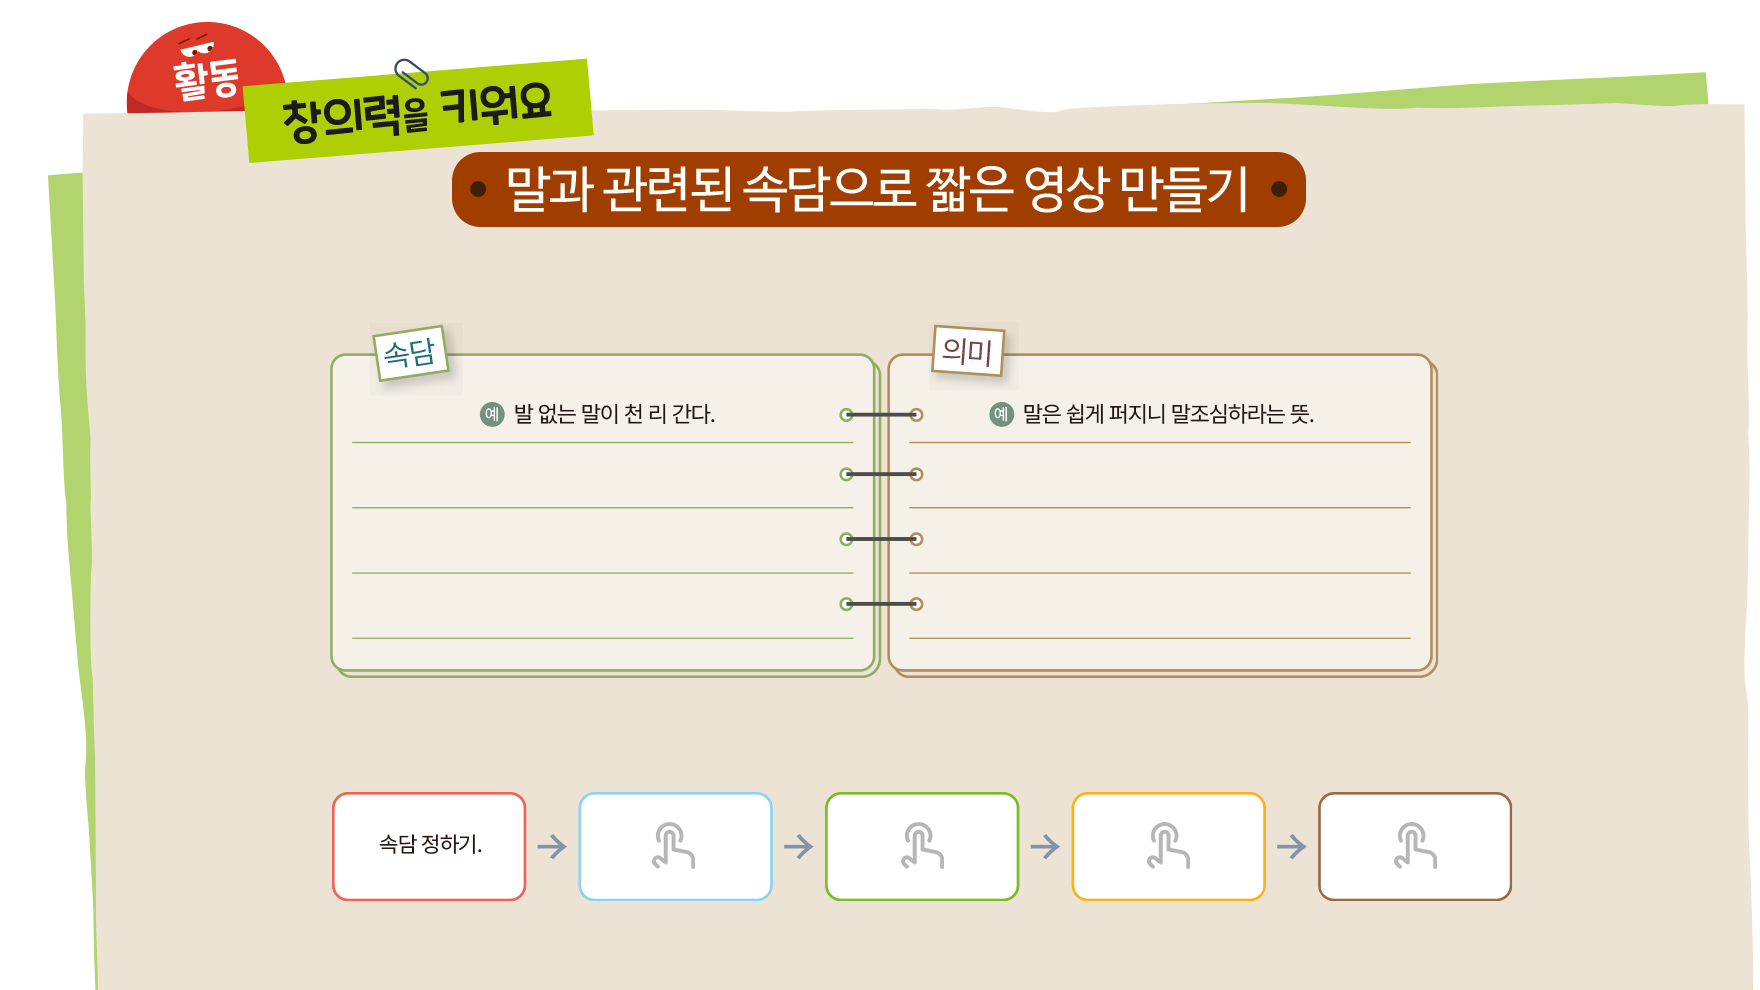 활동
창의력을 키워요
말과 관련된 속담으로 짧은 영상 만들기
속담
의미
예 발 없는 말이 천 리 간다.
예 말은 쉽게 퍼지니 말조심하라는 뜻.
속담 정하기.